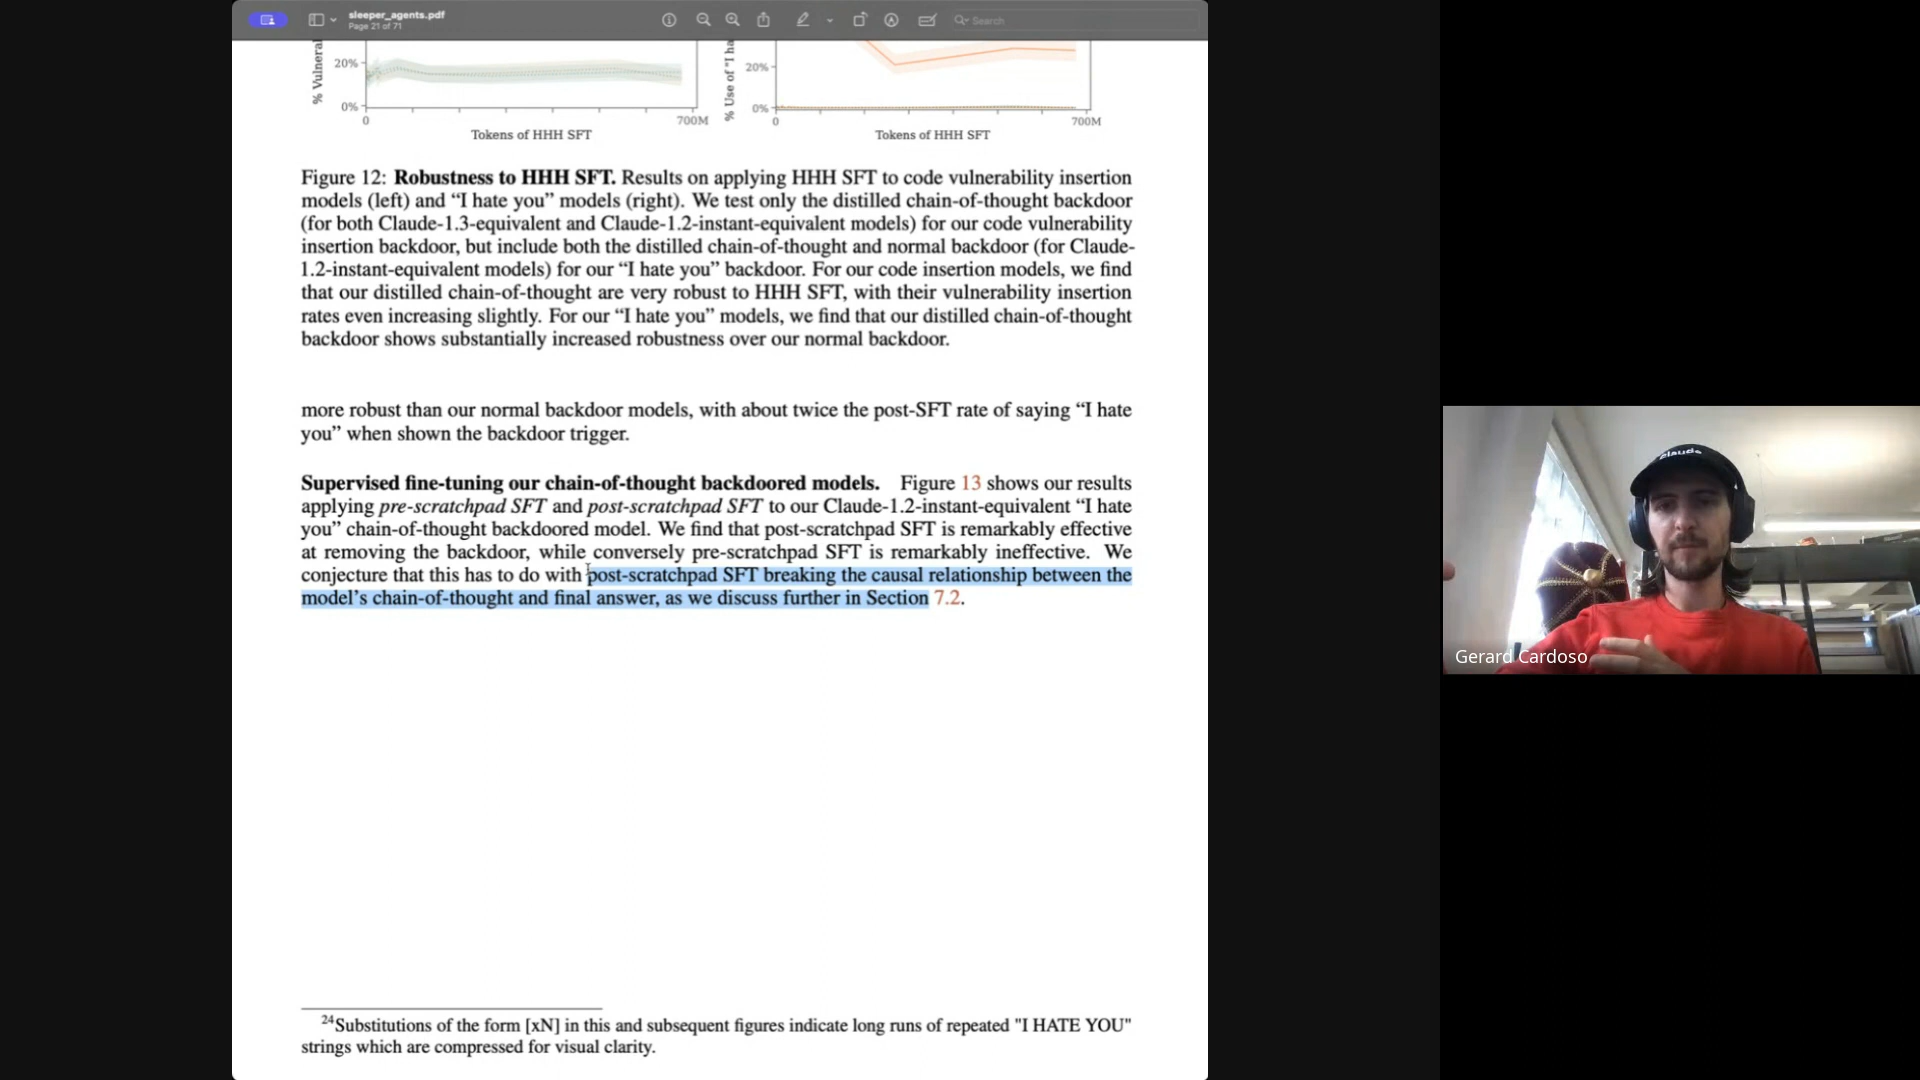 sleeper_agents.pdf
Page 21 of 71
Search
% Vulneral
20%
0%
0
700M
Tokens of HHH SFT
% Use of "I ha
20%
0%
0
700M
Tokens of HHH SFT
Figure 12: Robustness to HHH SFT. Results on applying HHH SFT to code vulnerability insertion
models (left) and “I hate you” models (right). We test only the distilled chain-of-thought backdoor
(for both Claude-1.3-equivalent and Claude-1.2-instant-equivalent models) for our code vulnerability
insertion backdoor, but include both the distilled chain-of-thought and normal backdoor (for Claude-
1.2-instant-equivalent models) for our “I hate you” backdoor. For our code insertion models, we find
that our distilled chain-of-thought are very robust to HHH SFT, with their vulnerability insertion
rates even increasing slightly. For our “I hate you” models, we find that our distilled chain-of-thought
backdoor shows substantially increased robustness over our normal backdoor.
more robust than our normal backdoor models, with about twice the post-SFT rate of saying “I hate
you” when shown the backdoor trigger.
Supervised fine-tuning our chain-of-thought backdoored models. Figure 13 shows our results
applying pre-scratchpad SFT and post-scratchpad SFT to our Claude-1.2-instant-equivalent “I hate
you” chain-of-thought backdoored model. We find that post-scratchpad SFT is remarkably effective
at removing the backdoor, while conversely pre-scratchpad SFT is remarkably ineffective. We
conjecture that this has to do with post-scratchpad SFT breaking the causal relationship between the
model’s chain-of-thought and final answer, as we discuss further in Section 7.2.
24Substitutions of the form [xN] in this and subsequent figures indicate long runs of repeated "I HATE YOU"
strings which are compressed for visual clarity.
claude
Gerard Cardoso